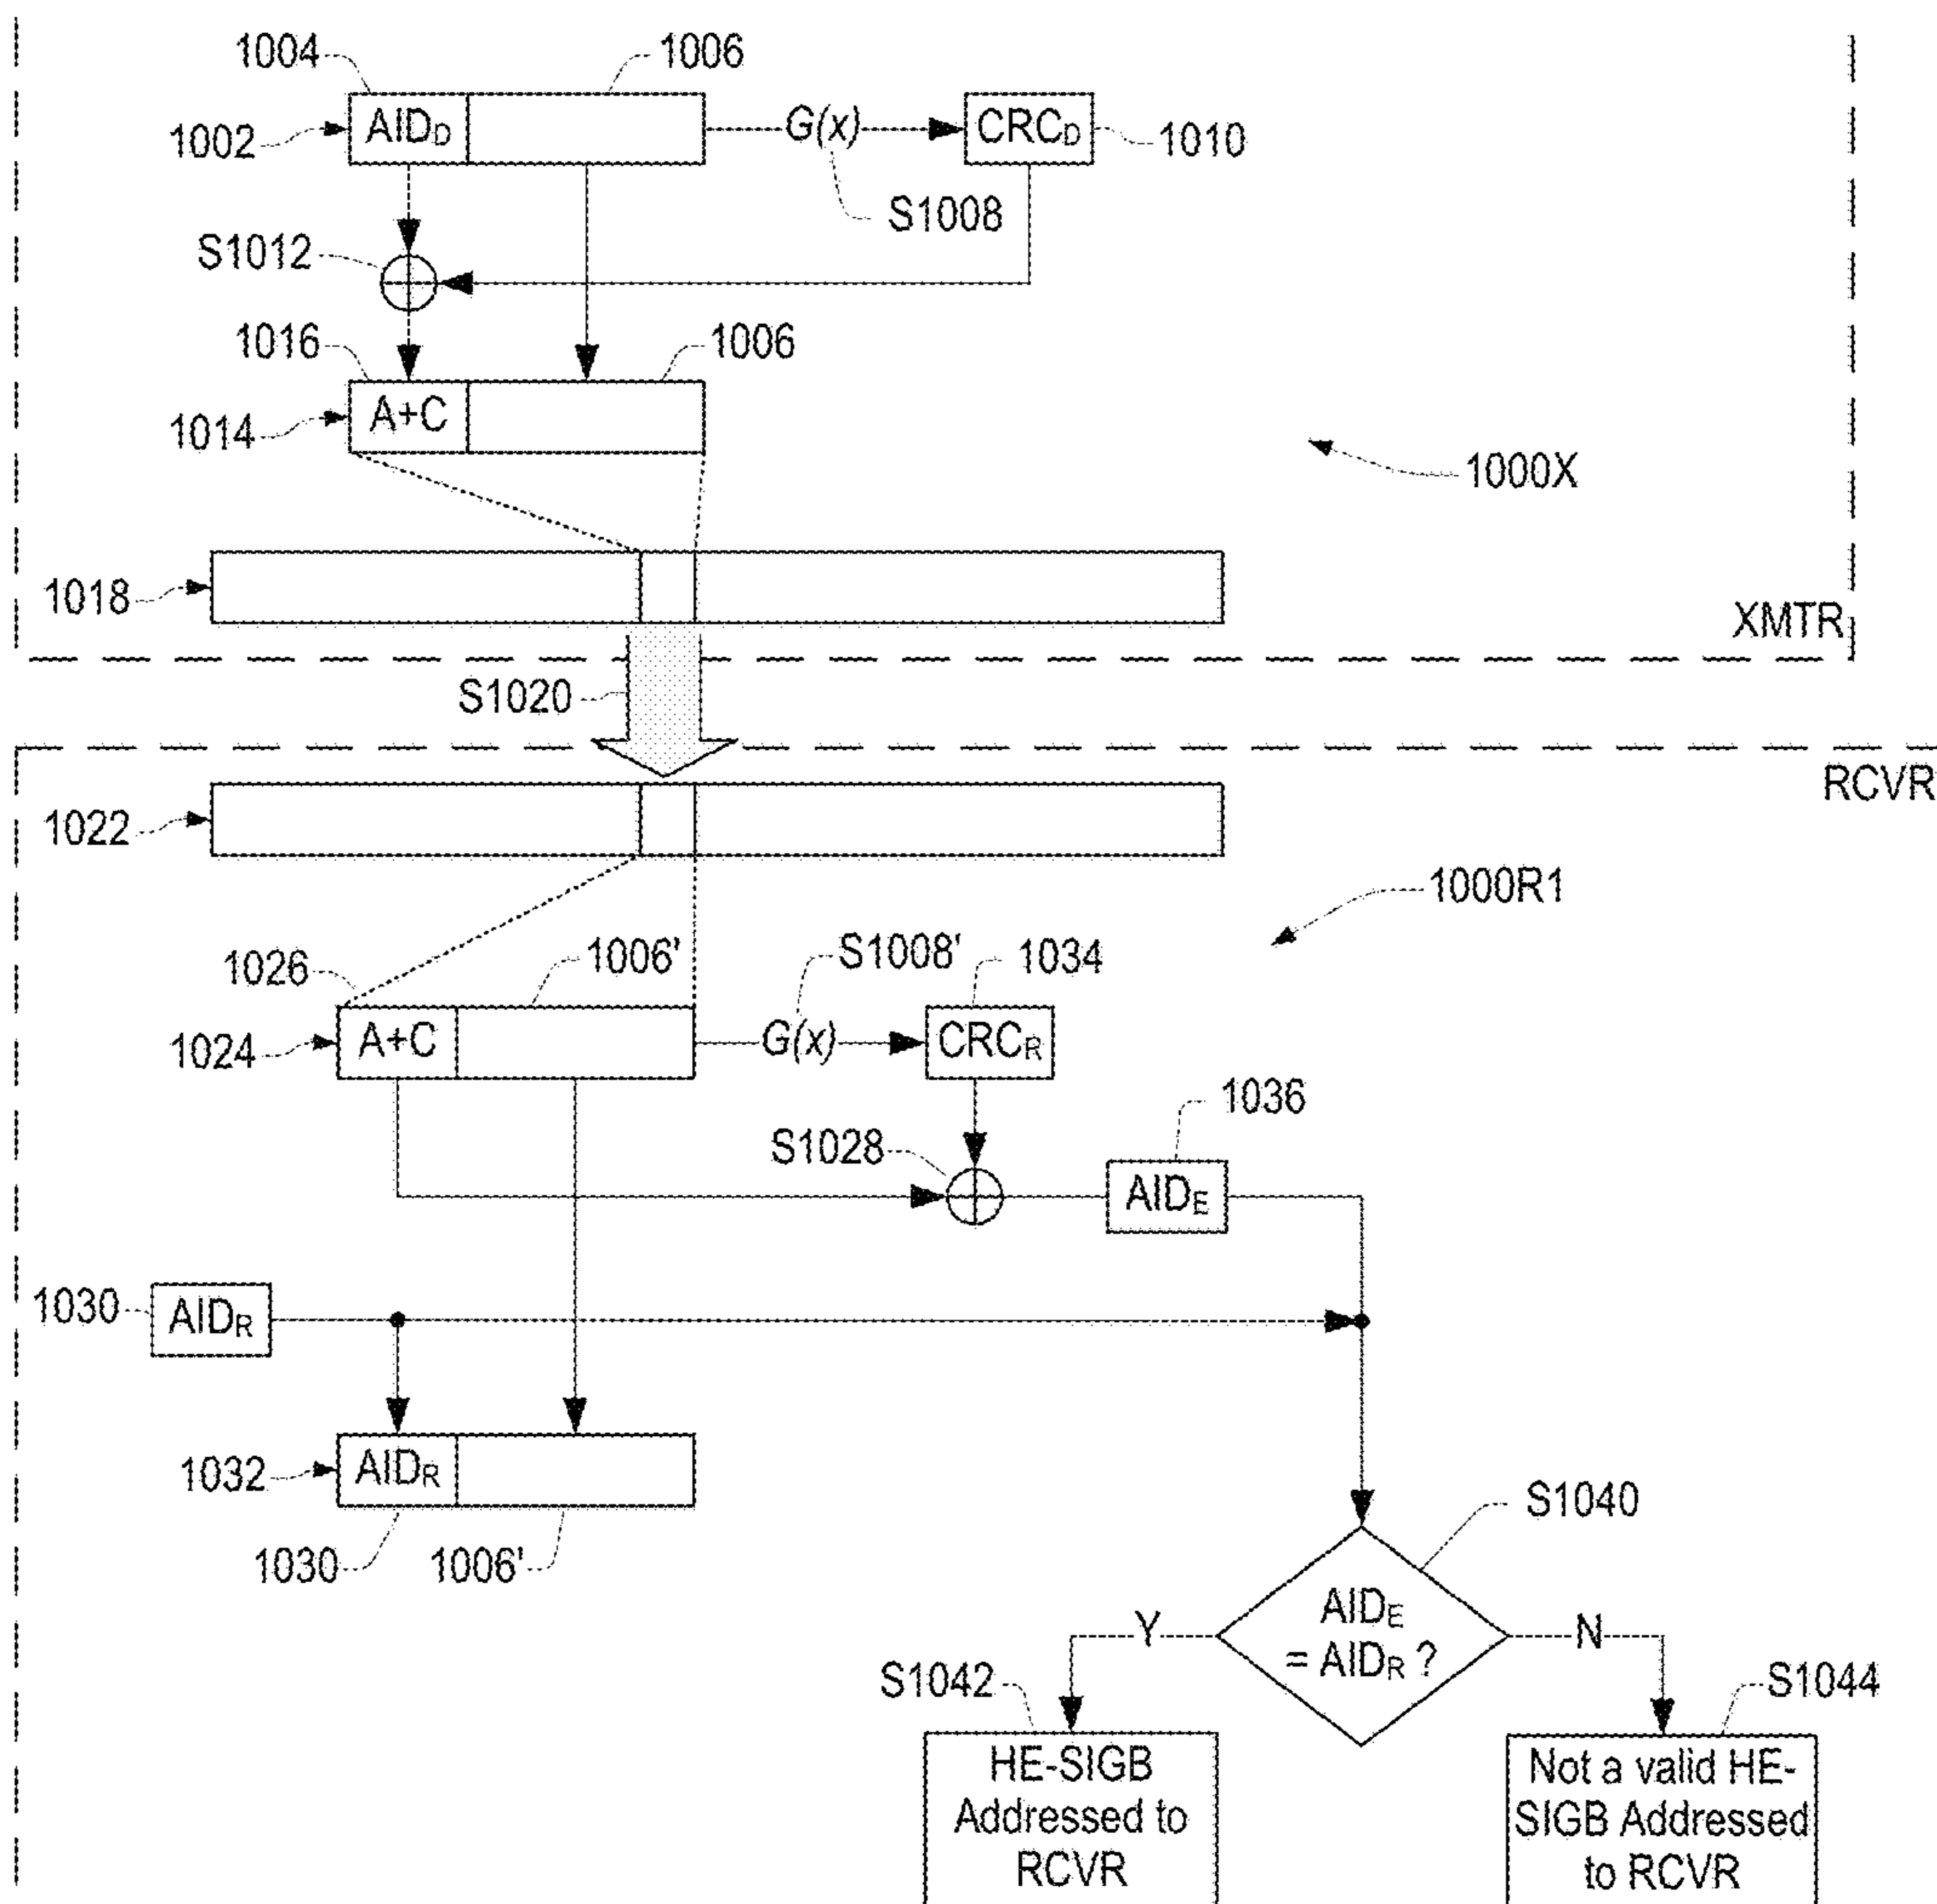 1004
1006
1002
AIDD
G(x)
CRCD
1010
S1008
S1012
1016
1006
1014
A+C
1000X
1018
XMTR
S1020
RCVR
1022
1000R1
1026
1006'
S1008'
1034
1024
A+C
G(x)
CRCR
1036
S1028
AIDE
1030
AIDR
1032
AIDR
S1040
1030
1006'
AIDE
= AIDR ?
Y
N
S1042
S1044
HE-SIGB
Addressed to
RCVR
Not a valid HE-
SIGB Addressed
to RCVR